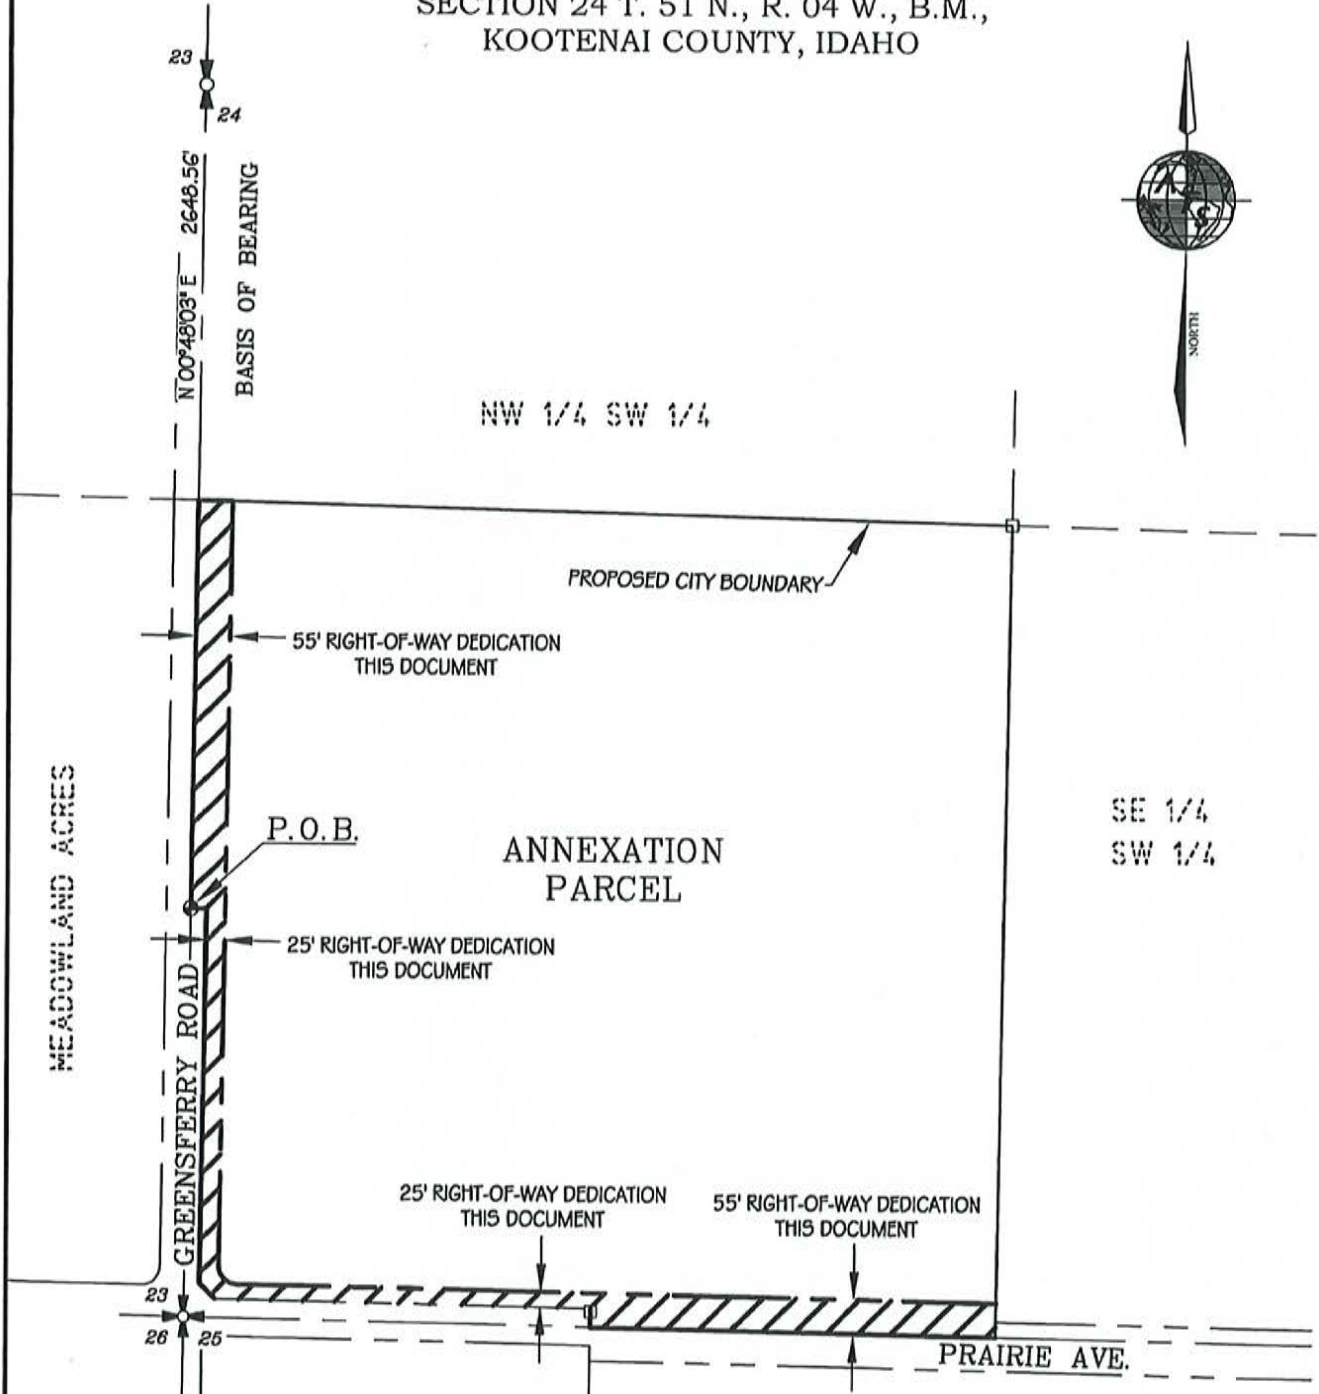 SECTION 24 T. 51 N., R. 04 W., B.M.,
KOOTENAI COUNTY, IDAHO
23
24
N 00°48'03" E 2648.56'
BASIS OF BEARING
NORTH
NW 1/4 SW 1/4
PROPOSED CITY BOUNDARY
55' RIGHT-OF-WAY DEDICATION
THIS DOCUMENT
MEADOWLAND ACRES
P.O.B.
ANNEXATION
PARCEL
SE 1/4
SW 1/4
25' RIGHT-OF-WAY DEDICATION
THIS DOCUMENT
GREENSFERRY ROAD
25' RIGHT-OF-WAY DEDICATION
THIS DOCUMENT
55' RIGHT-OF-WAY DEDICATION
THIS DOCUMENT
23
26 25
PRAIRIE AVE.